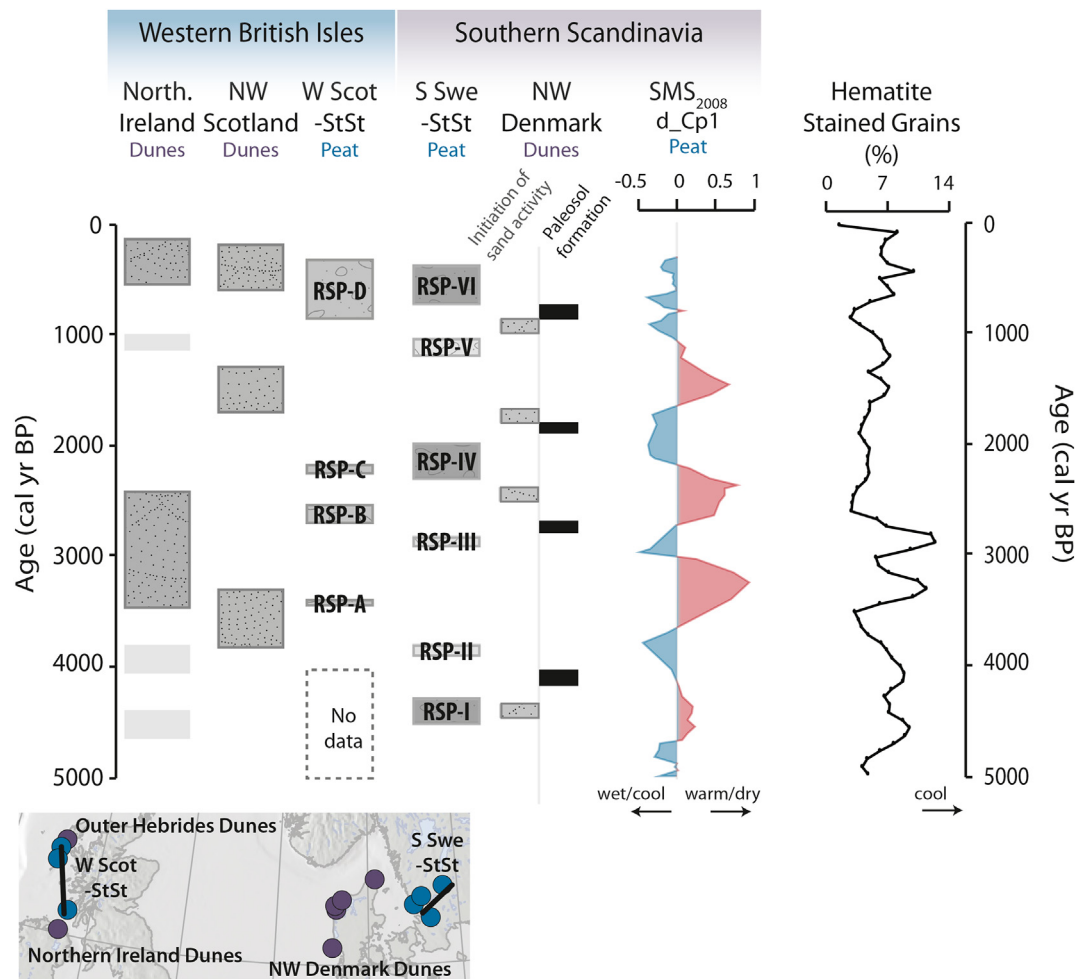 Western British Isles
Southern Scandinavia
North.
Ireland
Dunes
NW
Scotland
Dunes
W Scot
-StSt
Peat
S Swe
-StSt
Peat
NW
Denmark
Dunes
SMS2008
d_Cp1
Peat
Hematite
Stained Grains
(%)
Initiation of
sand activity
Paleosol
formation
-0.5 0 0.5 1
0 7 14
Age (cal yr BP)
0
1000
2000
3000
4000
5000
RSP-D
RSP-C
RSP-B
RSP-A
No
data
RSP-VI
RSP-V
RSP-IV
RSP-III
RSP-II
RSP-I
wet/cool
warm/dry
cool
0
1000
2000
3000
4000
5000
Age (cal yr BP)
Outer Hebrides Dunes
W Scot
-StSt
Northern Ireland Dunes
S Swe
-StSt
NW Denmark Dunes